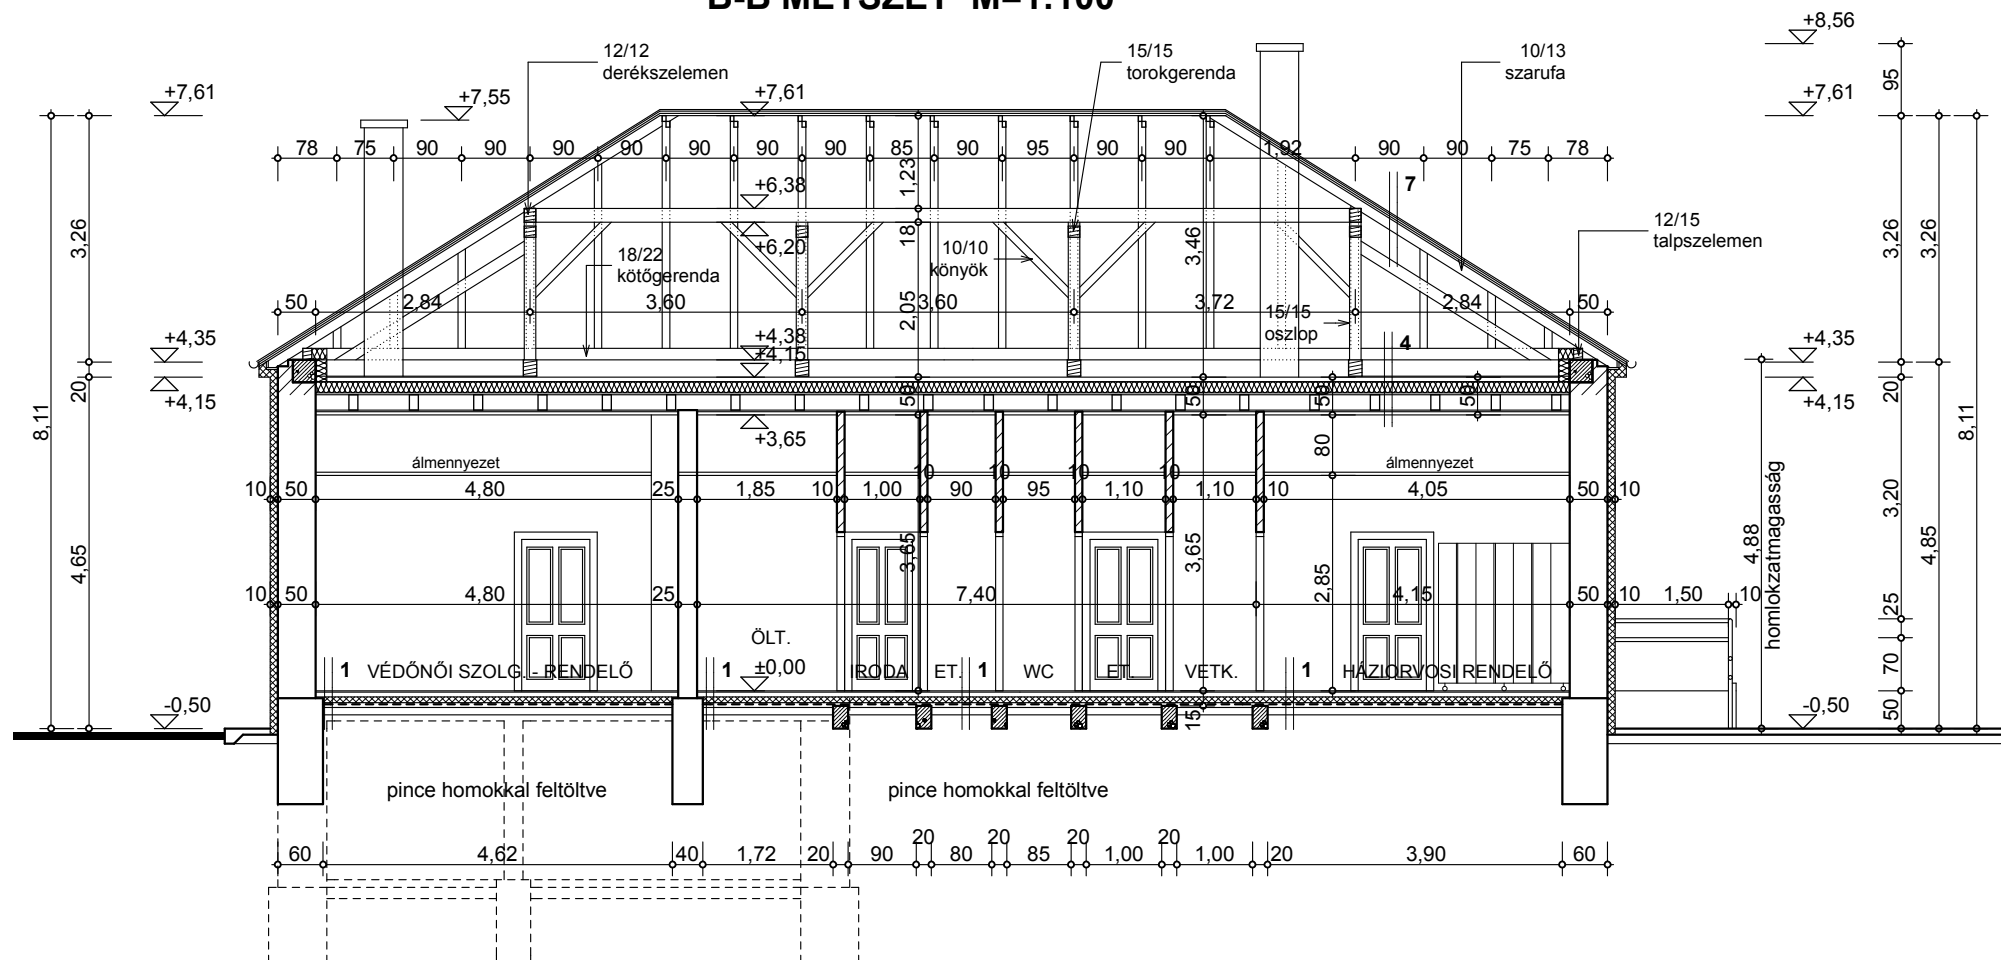 B-B METSZET M=1:100
+8,56
12/12
derékszelemen
15/15
torokgerenda
10/13
szarufa
95
+7,61
+7,55
+7,61
+7,61
78 75 90 90 90 90 90 90 90 85 90 95 90 90 1,92 90 90 75 78
1,23
7
+6,38
12/15
talpszelemen
3,26
18
+6,20
3,46
3,26
3,26
18/22
kötőgerenda
10/10
könyök
50 2,84 3,60 2,05 3,60 3,72 2,84 50
15/15
oszlop
+4,35
+4,38
+4,15
4
+4,35
20
+4,15
50
50
50
50
20
+4,15
8,11
+3,65
80
8,11
álmennyezet
álmennyezet
10 10 10 10
10 50 4,80 25 1,85 10 1,00 90 95 1,10 1,10 10 4,05 50 10
3,20
homlokzatmagasság
4,65
3,65
3,65
2,85
4,88
4,85
10 50 4,80 25 7,40 4,15 50 10 1,50 10
25
ÖLT.
±0,00
1 VÉDŐNŐI SZOLG. - RENDELŐ 1 IRODA ET. 1 WC ET. VETK. 1 HÁZIORVOSI RENDELŐ
70
-0,50
15
-0,50
50
pince homokkal feltöltve
pince homokkal feltöltve
20 20 20 20
60 4,62 40 1,72 20 90 80 85 1,00 1,00 20 3,90 60